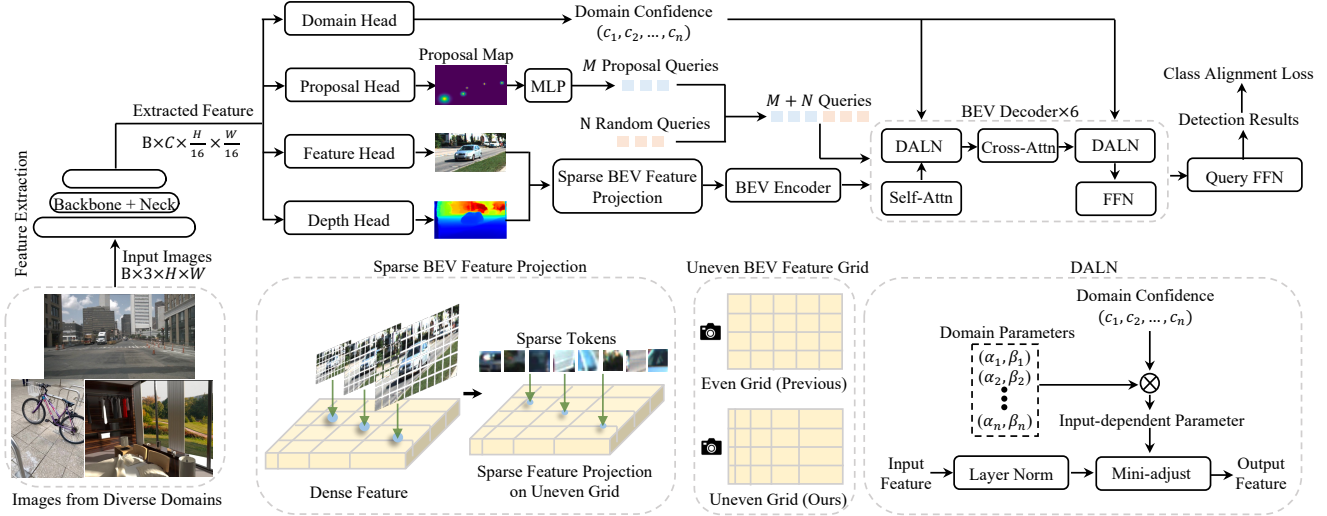 Domain Head
Domain Confidence
(c₁, c₂, …, cₙ)
Proposal Map
Proposal Head
MLP
M Proposal Queries
Extracted Feature
B×C×H/16×W/16
N Random Queries
M + N Queries
Feature Head
Sparse BEV Feature
Projection
BEV Encoder
Depth Head
BEV Decoder×6
DALN
Cross-Attn
DALN
Self-Attn
FFN
Class Alignment Loss
Detection Results
Query FFN
Feature Extraction
Backbone + Neck
Input Images
B×3×H×W
Images from Diverse Domains
Sparse BEV Feature Projection
Sparse Tokens
Dense Feature
Sparse Feature Projection
on Uneven Grid
Uneven BEV Feature Grid
Even Grid (Previous)
Uneven Grid (Ours)
DALN
Domain Confidence
(c₁, c₂, …, cₙ)
Domain Parameters
(α₁, β₁)
(α₂, β₂)
(αₙ, βₙ)
Input-dependent Parameter
Input
Feature
Layer Norm
Mini-adjust
Output
Feature